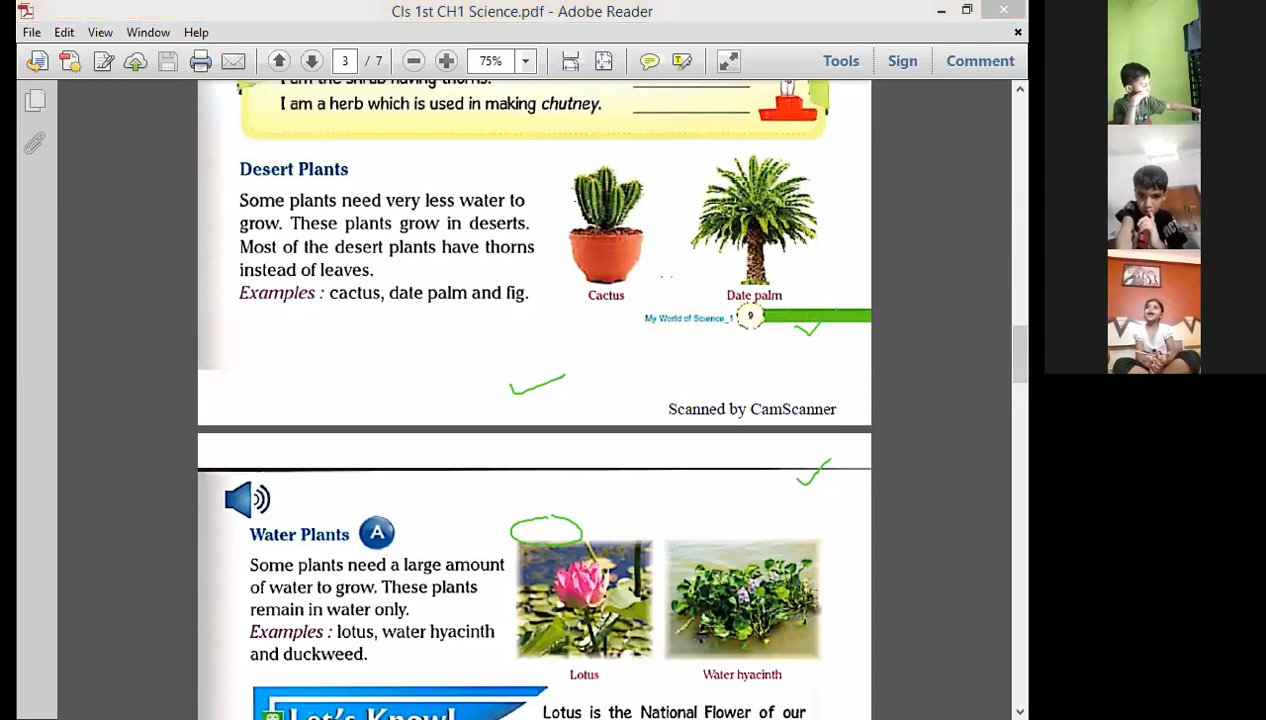 Cls 1st CH1 Science.pdf - Adobe Reader
File Edit View Window Help
3 / 7 75% Tools Sign Comment
I am the shrub having thorns.
I am a herb which is used in making chutney.
Desert Plants
Some plants need very less water to
grow. These plants grow in deserts.
Most of the desert plants have thorns
instead of leaves.
Examples : cactus, date palm and fig.
Cactus
Date palm
My World of Science_1 9
Scanned by CamScanner
Water Plants A
Some plants need a large amount
of water to grow. These plants
remain in water only.
Examples : lotus, water hyacinth
and duckweed.
Lotus
Water hyacinth
Let's Know!
Lotus is the National Flower of our